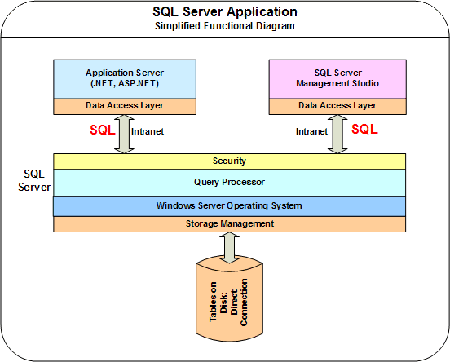 SQL Server Application
Simplified Functional Diagram
Application Server
(.NET, ASP.NET)
Data Access Layer
SQL Server
Management Studio
Data Access Layer
SQL
Intranet
Intranet
SQL
SQL
Server
Security
Query Processor
Windows Server Operating System
Storage Management
Tables on
Disk:
Direct
Connection